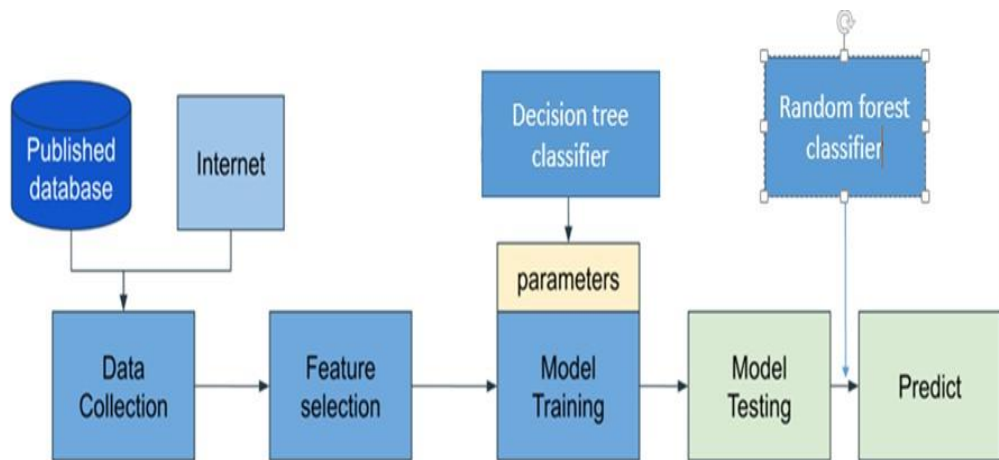 Published
database
Internet
Decision tree
classifier
Random forest
classifier
parameters
Data
Collection
Feature
selection
Model
Training
Model
Testing
Predict